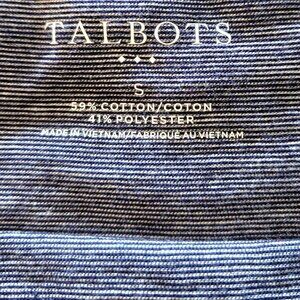 TALBOTS
S
59% COTTON/COTON
41% POLYESTER
MADE IN VIETNAM/FABRIQUÉ AU VIETNAM